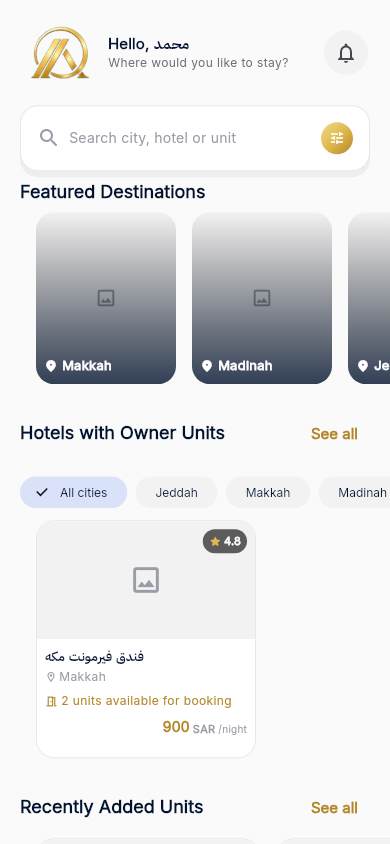 Hello, محمد
Where would you like to stay?
Search city, hotel or unit
Featured Destinations
Makkah
Madinah
Je
Hotels with Owner Units
See all
All cities
Jeddah
Makkah
Madinah
4.8
فندق فيرمونت مكه
Makkah
2 units available for booking
900 SAR /night
Recently Added Units
See all